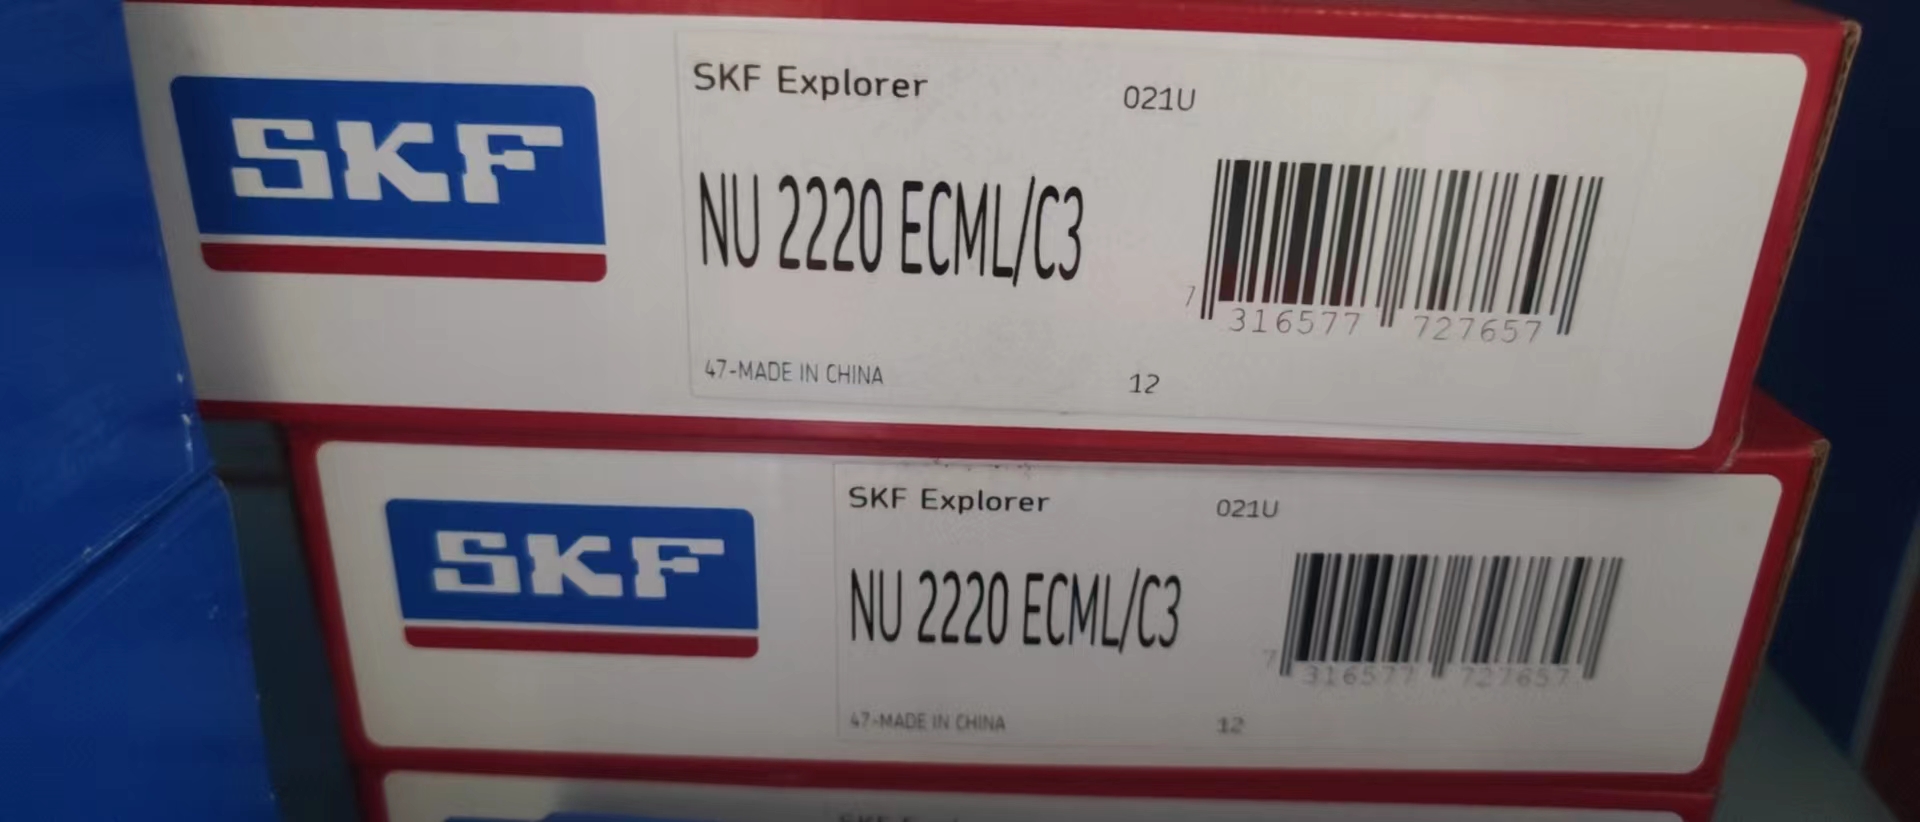 SKF
SKF Explorer
021U
NU 2220 ECML/C3
7 316577 727657
47-MADE IN CHINA
12
SKF
SKF Explorer
021U
NU 2220 ECML/C3
7 316577 727657
47-MADE IN CHINA
12